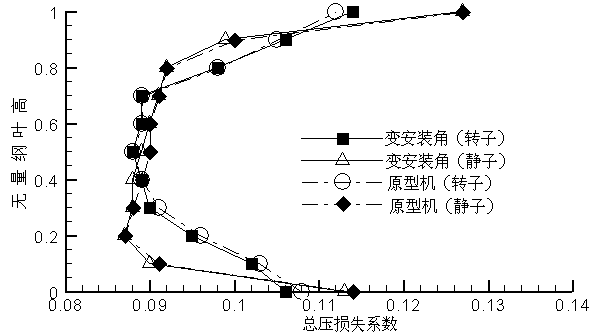 1
0.8
0.6
0.4
0.2
0
无量纲叶高
变安装角（转子）
变安装角（静子）
原型机（转子）
原型机（静子）
0.08 0.09 0.1 0.11 0.12 0.13 0.14
总压损失系数